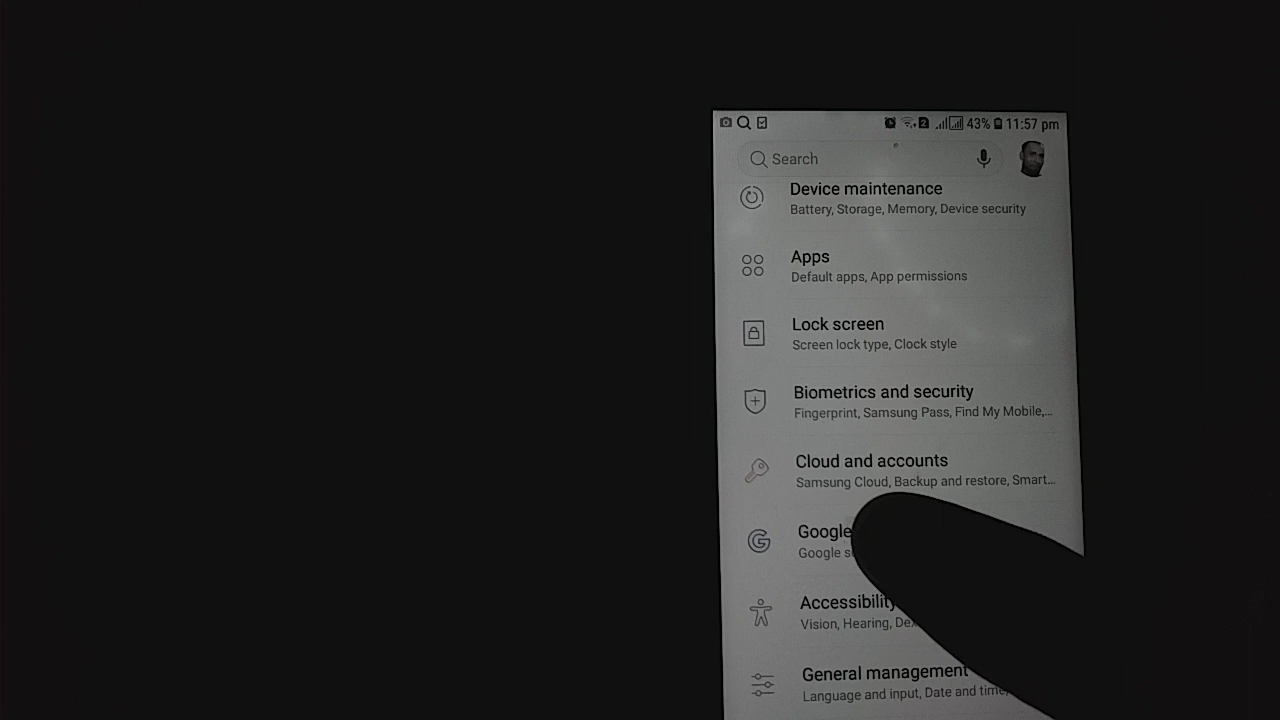 43% 11:57 pm
Search
Device maintenance
Battery, Storage, Memory, Device security
Apps
Default apps, App permissions
Lock screen
Screen lock type, Clock style
Biometrics and security
Fingerprint, Samsung Pass, Find My Mobile,...
Cloud and accounts
Samsung Cloud, Backup and restore, Smart...
Google
Google
Accessibility
Vision, Hearing,
General management
Language and input, Date and time,